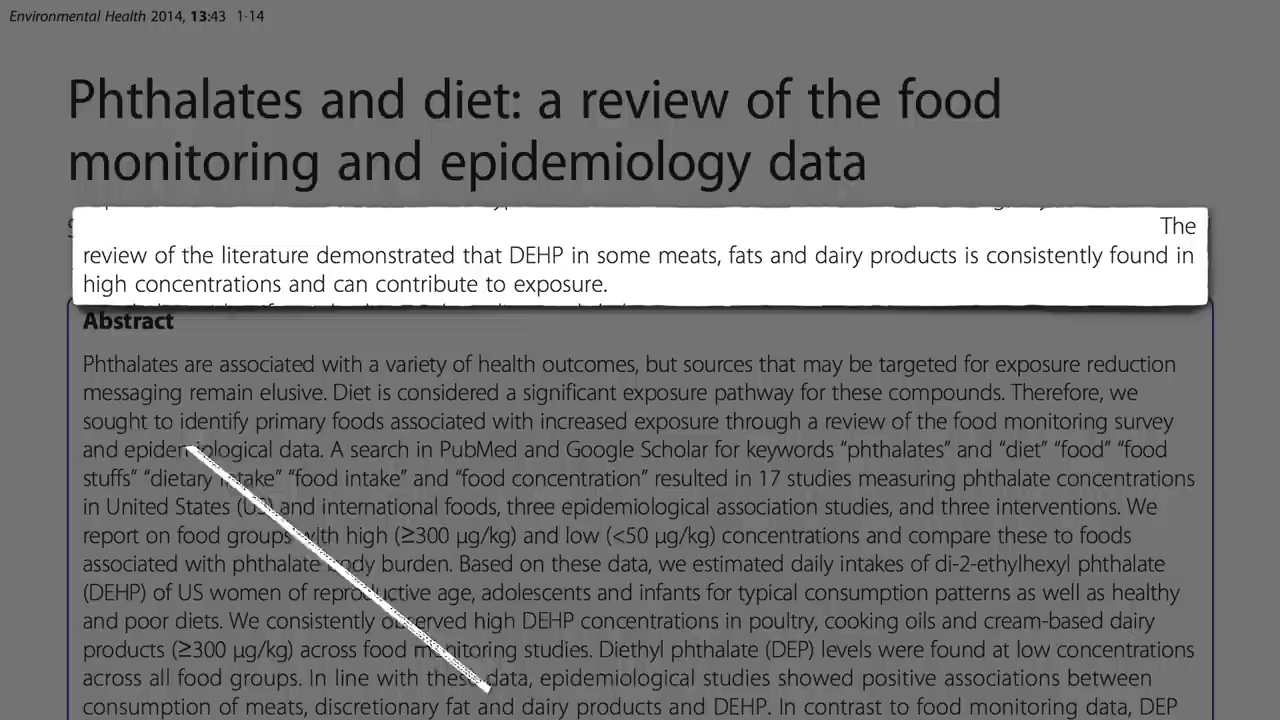 Environmental Health 2014, 13:43 1-14
Phthalates and diet: a review of the food
monitoring and epidemiology data
The
review of the literature demonstrated that DEHP in some meats, fats and dairy products is consistently found in
high concentrations and can contribute to exposure.
Abstract
Phthalates are associated with a variety of health outcomes, but sources that may be targeted for exposure reduction
messaging remain elusive. Diet is considered a significant exposure pathway for these compounds. Therefore, we
sought to identify primary foods associated with increased exposure through a review of the food monitoring survey
and epidemiological data. A search in PubMed and Google Scholar for keywords “phthalates” and “diet” “food” “food
stuffs” “dietary intake” “food intake” and “food concentration” resulted in 17 studies measuring phthalate concentrations
in United States (US) and international foods, three epidemiological association studies, and three interventions. We
report on food groups with high (≥300 μg/kg) and low (<50 μg/kg) concentrations and compare these to foods
associated with phthalate body burden. Based on these data, we estimated daily intakes of di-2-ethylhexyl phthalate
(DEHP) of US women of reproductive age, adolescents and infants for typical consumption patterns as well as healthy
and poor diets. We consistently observed high DEHP concentrations in poultry, cooking oils and cream-based dairy
products (≥300 μg/kg) across food monitoring studies. Diethyl phthalate (DEP) levels were found at low concentrations
across all food groups. In line with these data, epidemiological studies showed positive associations between
consumption of meats, discretionary fat and dairy products and DEHP. In contrast to food monitoring data, DEP